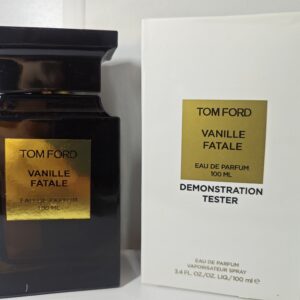 TOM FORD
VANILLE
FATALE
EAU DE PARFUM
100 ML
TOM FORD
VANILLE
FATALE
EAU DE PARFUM
100 ML
DEMONSTRATION
TESTER
EAU DE PARFUM
VAPORISATEUR SPRAY
3.4 FL. OZ./OZ. LIQ./100 ml ℮